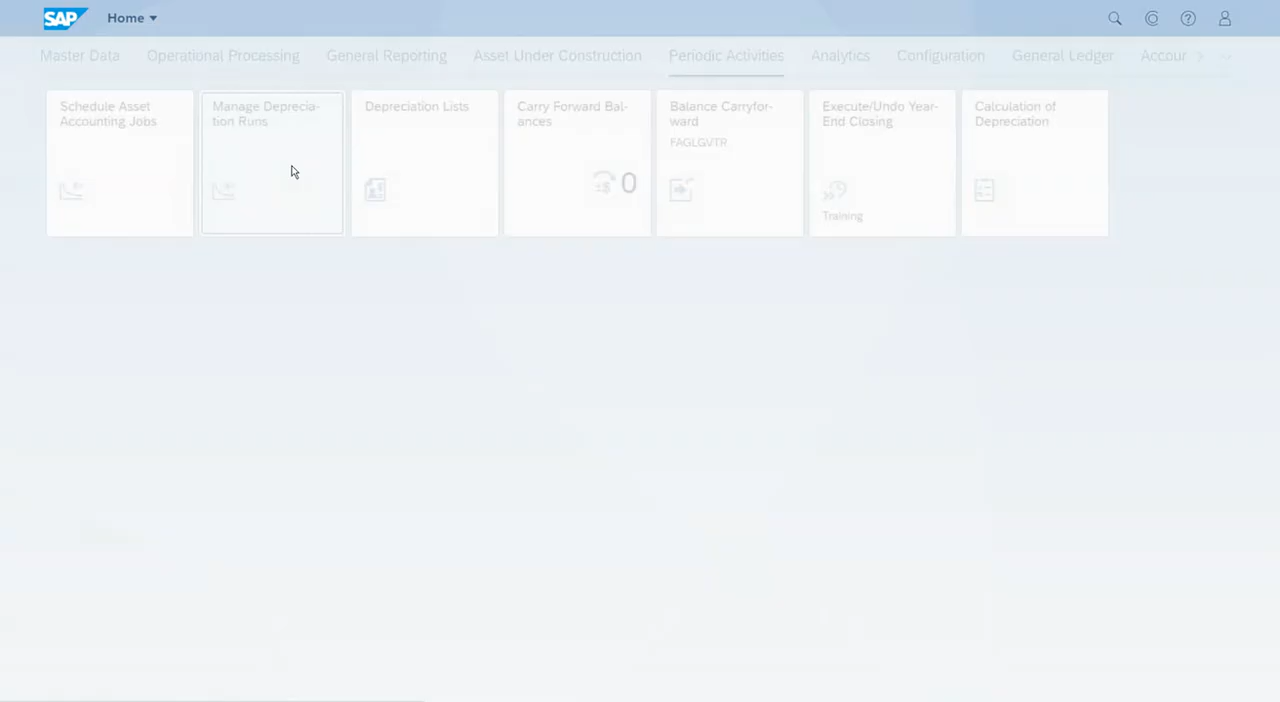 SAP Home
Master Data Operational Processing General Reporting Asset Under Construction Periodic Activities Analytics Configuration General Ledger Accour
Schedule Asset
Accounting Jobs
Manage Deprecia-
tion Runs
Depreciation Lists
Carry Forward Bal-
ances
0
Balance Carryfor-
ward
FAGLGVTR
Execute/Undo Year-
End Closing
Training
Calculation of
Depreciation